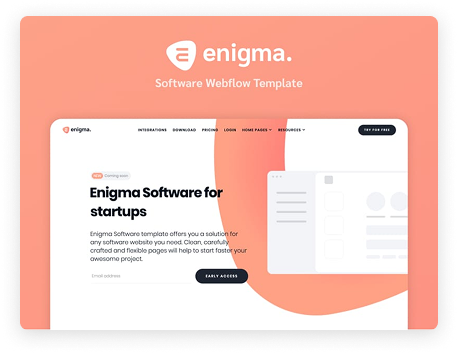 enigma.
Software Webflow Template
enigma. INTEGRATIONS DOWNLOAD PRICING LOGIN HOME PAGES RESOURCES TRY FOR FREE
NEW Coming soon
Enigma Software for
startups
Enigma Software template offers you a solution for
any software website you need. Clean, carefully
crafted and flexible pages will help to start faster your
awesome project.
Email address EARLY ACCESS